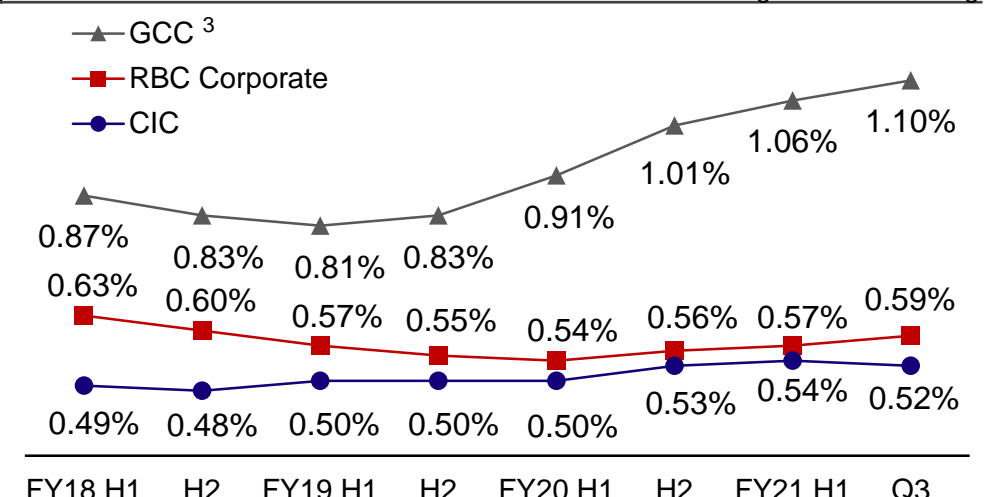 GCC 3
RBC Corporate
CIC
0.87% 0.83% 0.81% 0.83% 0.91% 1.01% 1.06% 1.10%
0.63% 0.60% 0.57% 0.55% 0.54% 0.56% 0.57% 0.59%
0.49% 0.48% 0.50% 0.50% 0.50% 0.53% 0.54% 0.52%
FY18 H1 H2 FY19 H1 H2 FY20 H1 H2 FY21 H1 Q3